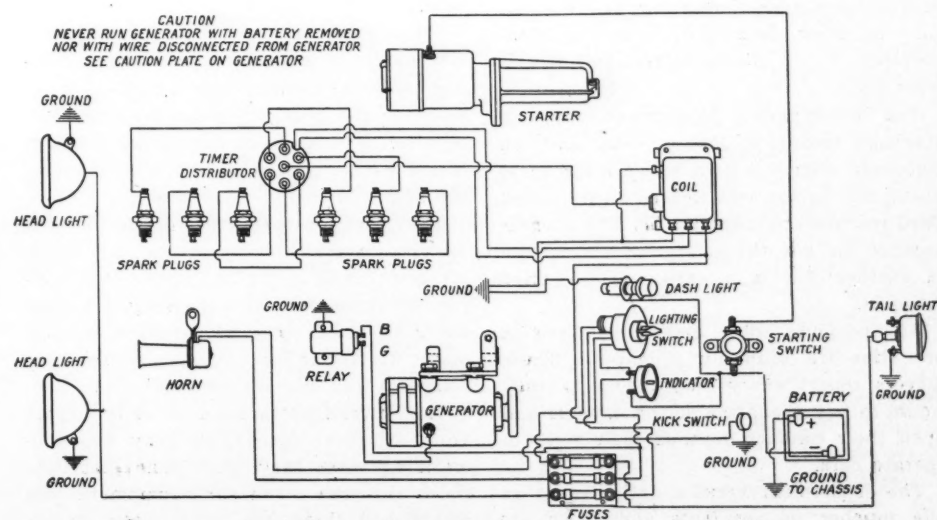 CAUTION
NEVER RUN GENERATOR WITH BATTERY REMOVED
NOR WITH WIRE DISCONNECTED FROM GENERATOR
SEE CAUTION PLATE ON GENERATOR
STARTER
GROUND
TIMER
DISTRIBUTOR
COIL
HEAD LIGHT
SPARK PLUGS
SPARK PLUGS
GROUND
DASH LIGHT
GROUND
TAIL LIGHT
B
G
LIGHTING
SWITCH
STARTING
SWITCH
HEAD LIGHT
HORN
RELAY
INDICATOR
GROUND
GENERATOR
BATTERY
+
-
KICK SWITCH
GROUND
GROUND
GROUND
TO CHASSIS
FUSES